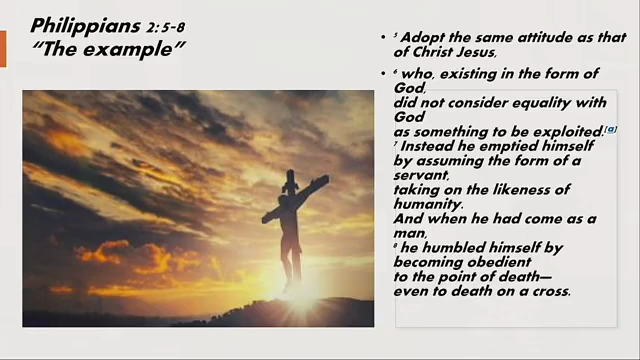 Philippians 2:5-8
“The example”
• ⁵ Adopt the same attitude as that
of Christ Jesus,
• ⁶ who, existing in the form of
God,
did not consider equality with
God
as something to be exploited.[a]
⁷ Instead he emptied himself
by assuming the form of a
servant,
taking on the likeness of
humanity.
And when he had come as a
man,
⁸ he humbled himself by
becoming obedient
to the point of death—
even to death on a cross.